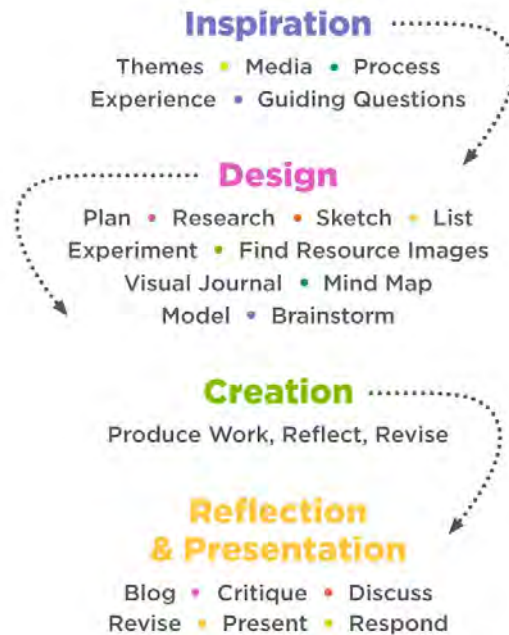 Inspiration
Themes • Media • Process
Experience • Guiding Questions
Design
Plan • Research • Sketch • List
Experiment • Find Resource Images
Visual Journal • Mind Map
Model • Brainstorm
Creation
Produce Work, Reflect, Revise
Reflection
& Presentation
Blog • Critique • Discuss
Revise • Present • Respond